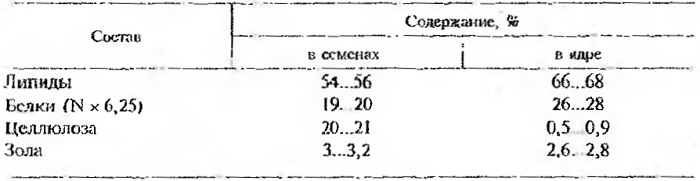 Состав
Содержание, %
в семенах
в ядре
Липиды 54...56 66...68
Белки (N × 6,25) 19. 20 26...28
Целлюлоза 20...21 0,5 0,9
Зола 3...3,2 2,6. 2,8